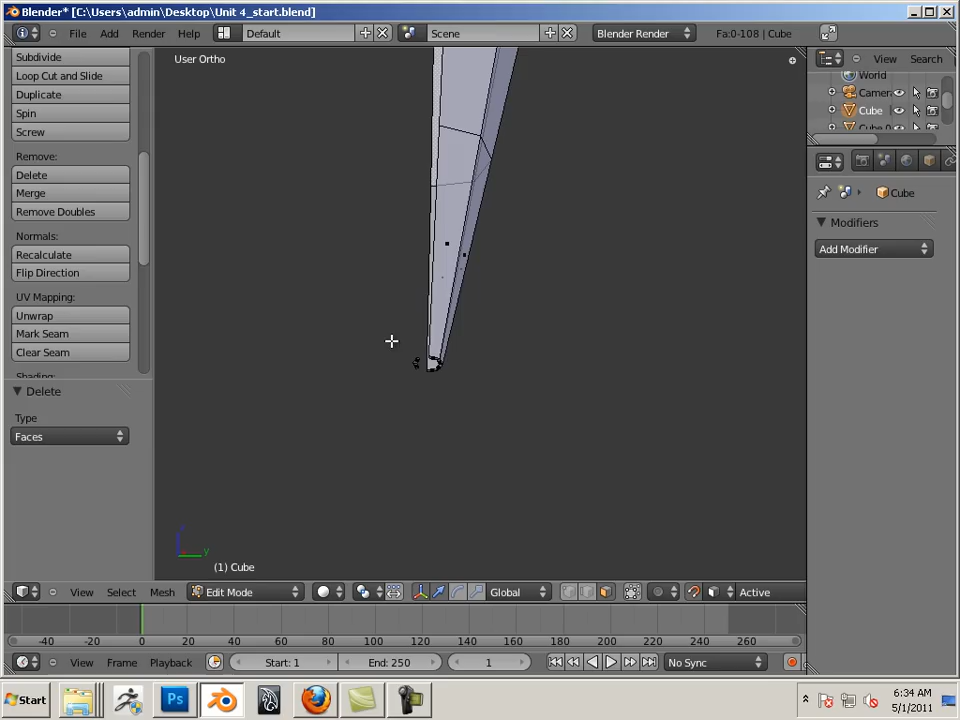 Blender* [C:\Users\admin\Desktop\Unit 4_start.blend]
File Add Render Help Default Scene Blender Render Fa:0-108 | Cube
Subdivide
Loop Cut and Slide
Duplicate
Spin
Screw
Remove:
Delete
Merge
Remove Doubles
Normals:
Recalculate
Flip Direction
UV Mapping:
Unwrap
Mark Seam
Clear Seam
Delete
Type
Faces
User Ortho
z
y
(1) Cube
View Search
World
Camer
Cube
Cube
Modifiers
Add Modifier
View Select Mesh Edit Mode Global Active
-40 -20 0 20 40 60 80 100 120 140 160 180 200 220 240 260
View Frame Playback Start: 1 End: 250 1 No Sync
Start Ps 6:34 AM
5/1/2011